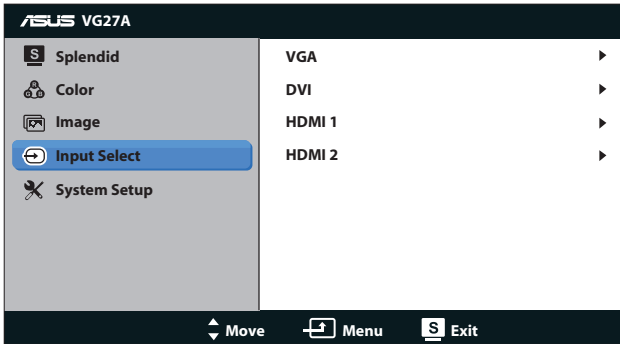 ASUS VG27A
S Splendid
Color
Image
Input Select
System Setup
VGA
DVI
HDMI 1
HDMI 2
Move Menu S Exit